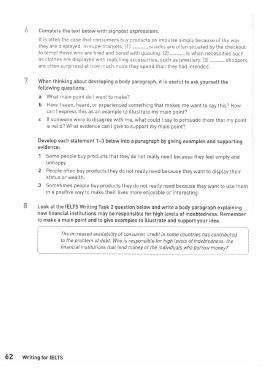 6 Complete the text below with signpost expressions.
It is often the case that consumers buy products on impulse simply because of the way
they are displayed. In supermarkets, (1) ______, snacks are often situated by the checkout
to tempt those who are tired and bored with queuing. (2) ______ is when necessities such
as clothes are displayed with matching accessories, such as jewellery. (3) ______ shoppers
are often surprised at how much more they spend than they had intended.
7 When thinking about developing a body paragraph, it is useful to ask yourself the
following questions:
a What main point do I want to make?
b Have I seen, heard, or experienced something that makes me want to say this? How
can I express this as an example to illustrate my main point?
c If someone were to disagree with me, what could I say to persuade them that my point
is valid? What evidence can I give to support my main point?
Develop each statement 1–3 below into a paragraph by giving examples and supporting
evidence:
1 Some people buy products that they do not really need because they feel empty and
unhappy.
2 People often buy products they do not really need because they want to display their
status or wealth.
3 Sometimes people buy products they do not really need because they want to use them
in a positive way to make their lives more enjoyable or interesting.
8 Look at the IELTS Writing Task 2 question below and write a body paragraph explaining
how financial institutions may be responsible for high levels of indebtedness. Remember
to make a main point and to give examples to illustrate and support your idea.
The increased availability of consumer credit in some countries has contributed
to the problem of debt. Who is responsible for high levels of indebtedness: the
financial institutions that lend money or the individuals who borrow money?
62 Writing for IELTS